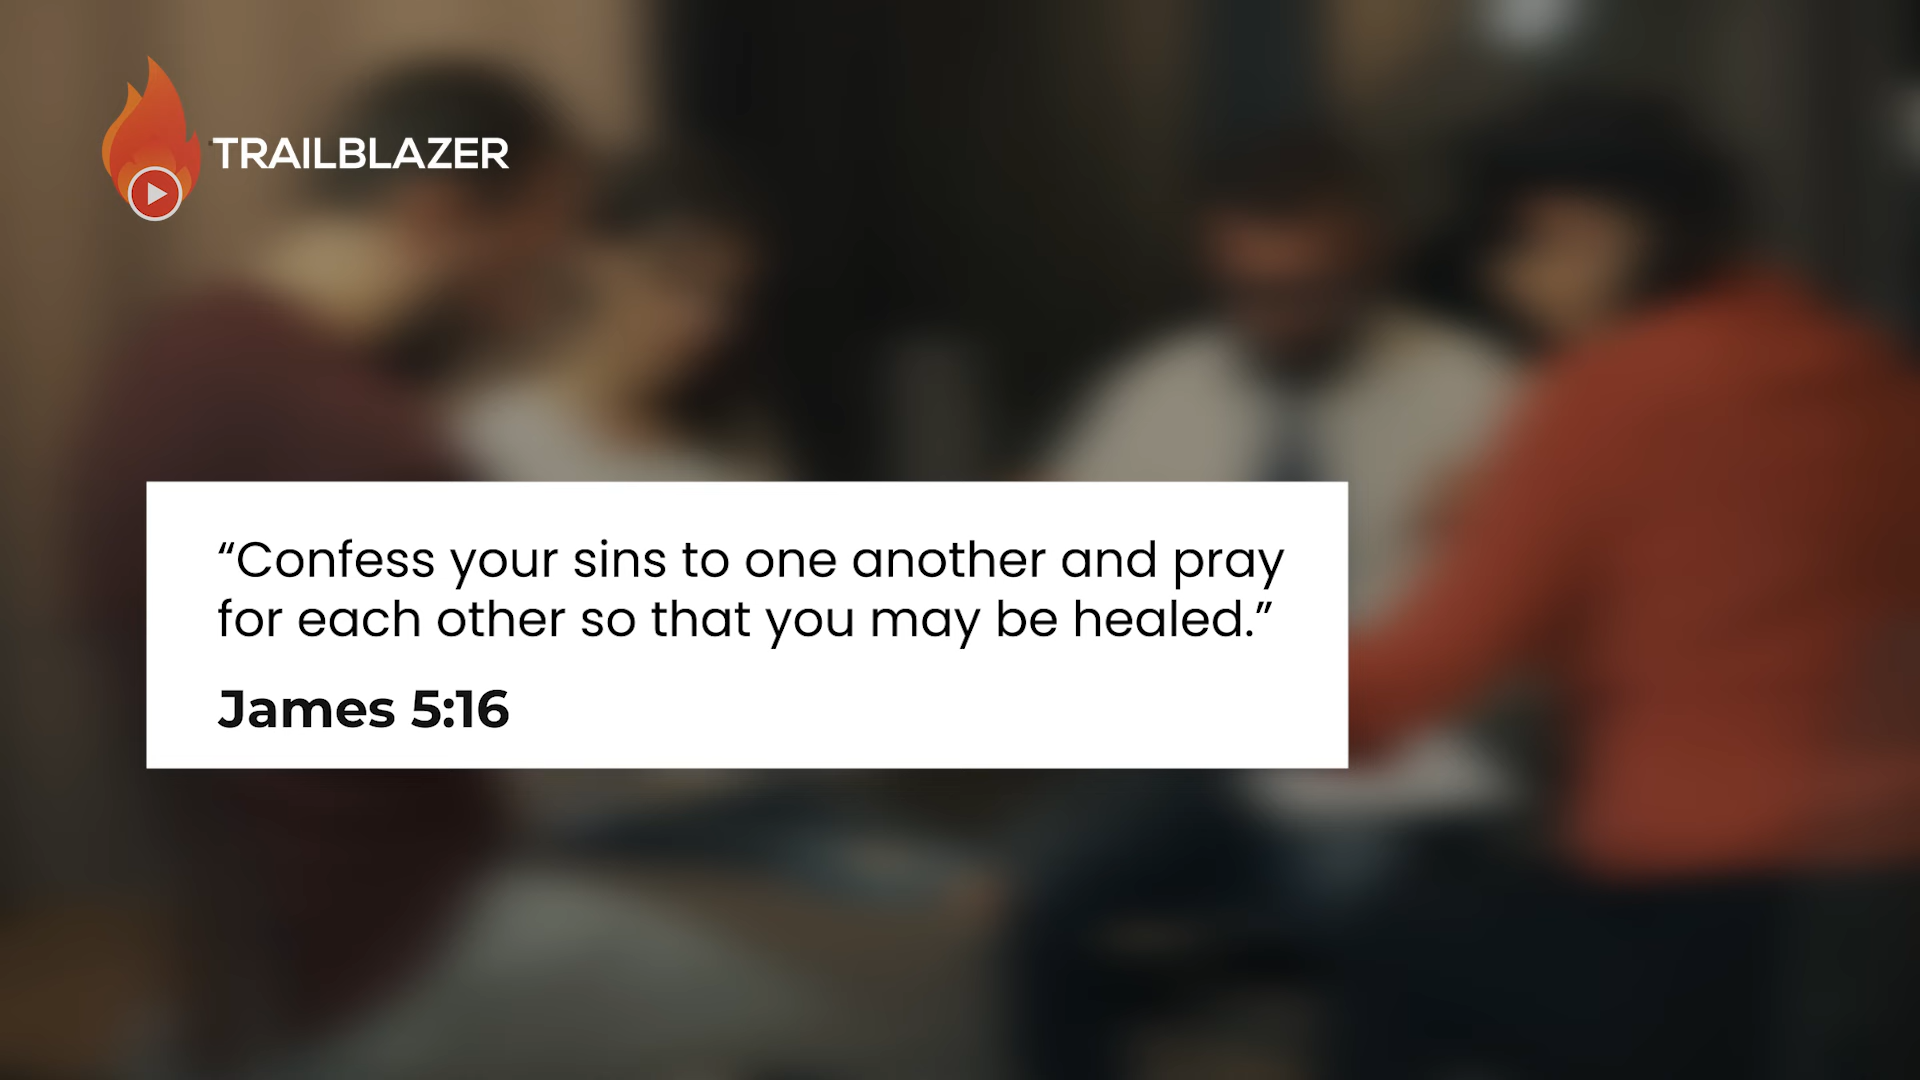 TRAILBLAZER
“Confess your sins to one another and pray
for each other so that you may be healed.”
James 5:16